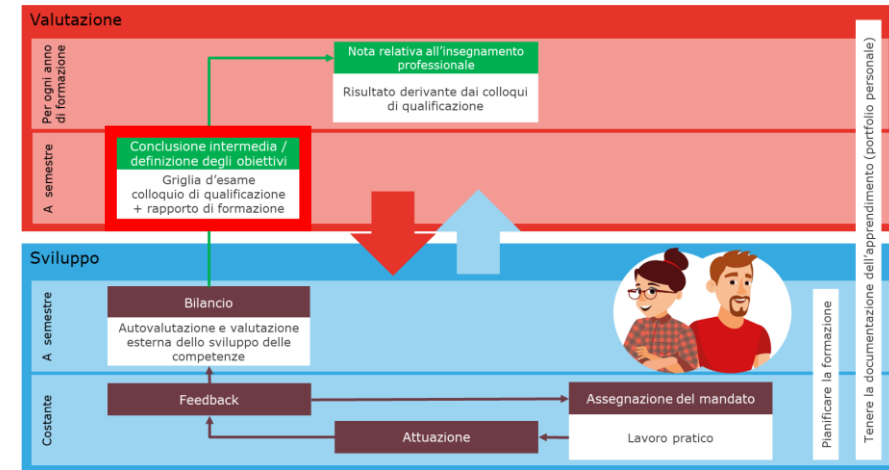 Valutazione
Per ogni anno
di formazione
Nota relativa all'insegnamento
professionale
Risultato derivante dai colloqui
di qualificazione
A semestre
Conclusione intermedia /
definizione degli obiettivi
Griglia d'esame
colloquio di qualificazione
+ rapporto di formazione
Sviluppo
A semestre
Bilancio
Autovalutazione e valutazione
esterna dello sviluppo delle
competenze
Costante
Feedback
Assegnazione del mandato
Lavoro pratico
Attuazione
Pianificare la formazione
Tenere la documentazione dell'apprendimento (portfolio personale)